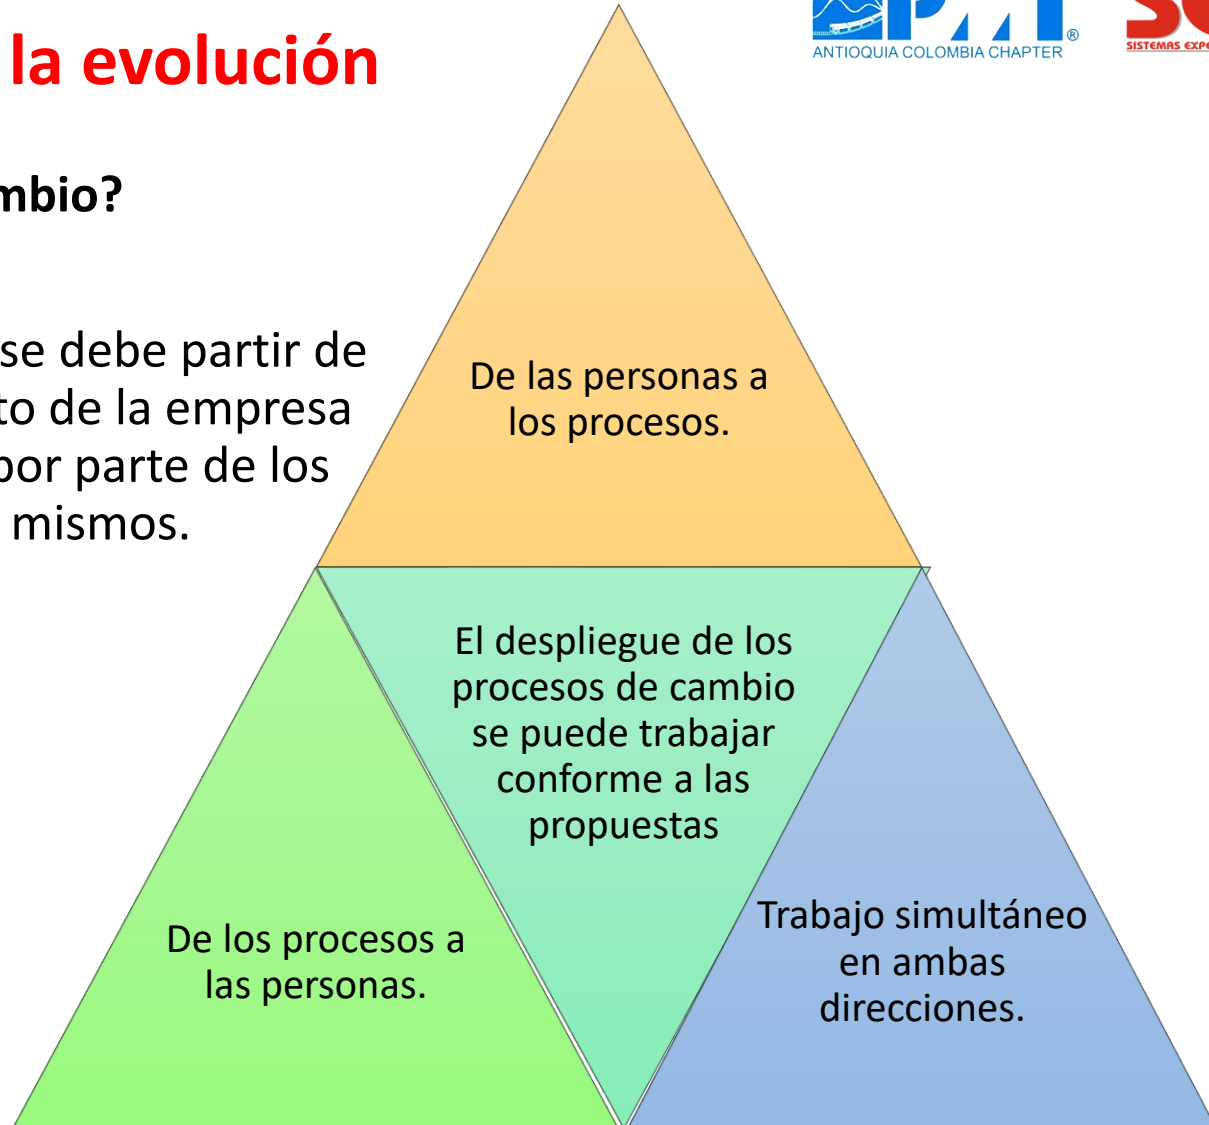 la evolución
PMI
®
ANTIOQUIA COLOMBIA CHAPTER
mbio?
se debe partir de
to de la empresa
por parte de los
mismos.
De las personas a
los procesos.
El despliegue de los
procesos de cambio
se puede trabajar
conforme a las
propuestas
De los procesos a
las personas.
Trabajo simultáneo
en ambas
direcciones.